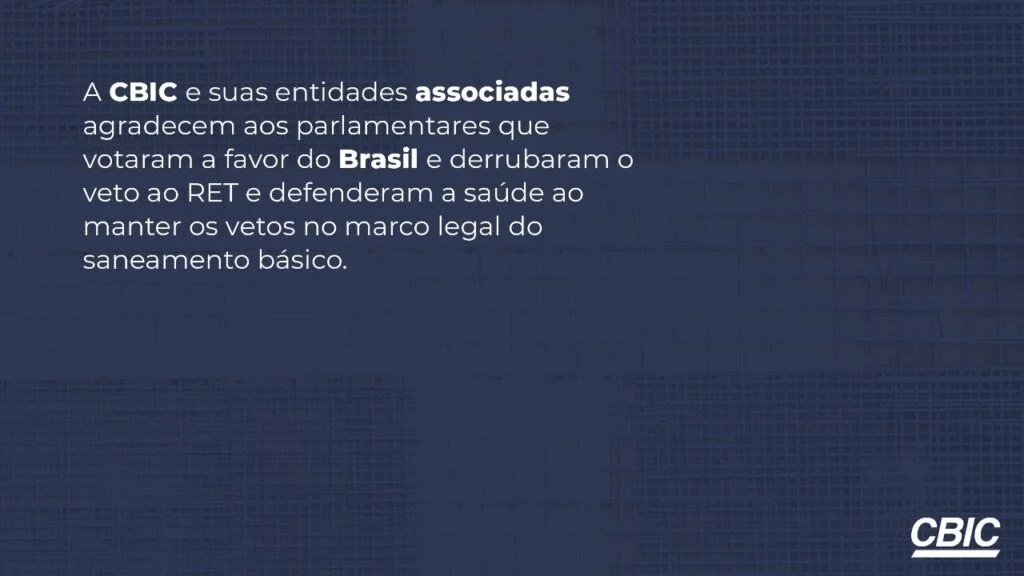 A CBIC e suas entidades associadas
agradecem aos parlamentares que
votaram a favor do Brasil e derrubaram o
veto ao RET e defenderam a saúde ao
manter os vetos no marco legal do
saneamento básico.
CBIC